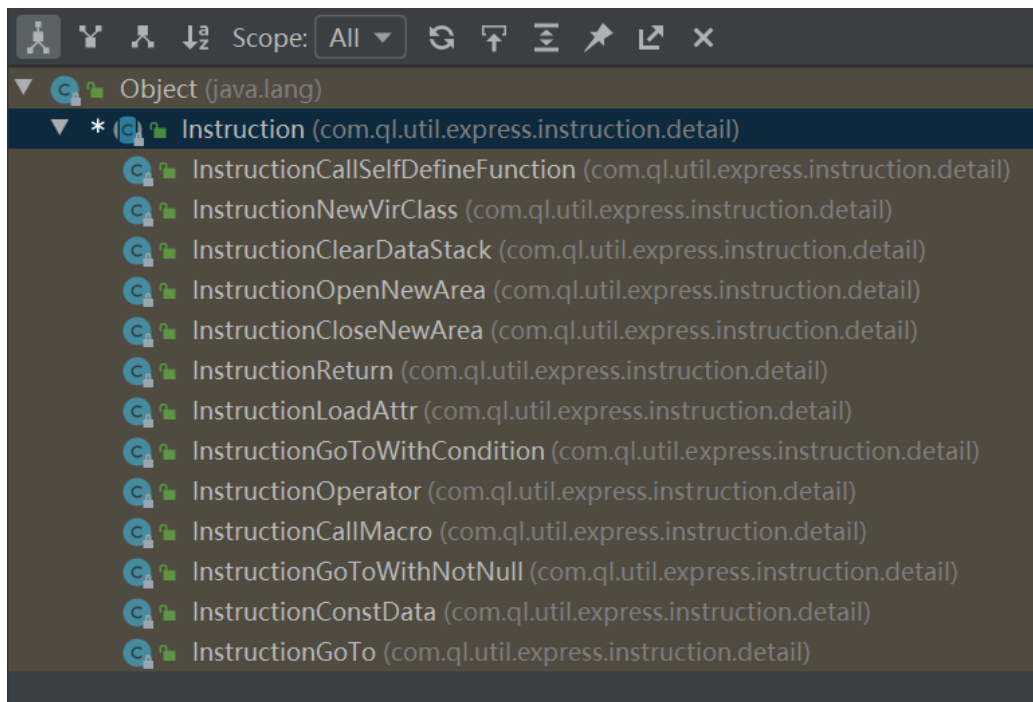 Scope: All
Object (java.lang)
* Instruction (com.ql.util.express.instruction.detail)
InstructionCallSelfDefineFunction (com.ql.util.express.instruction.detail)
InstructionNewVirClass (com.ql.util.express.instruction.detail)
InstructionClearDataStack (com.ql.util.express.instruction.detail)
InstructionOpenNewArea (com.ql.util.express.instruction.detail)
InstructionCloseNewArea (com.ql.util.express.instruction.detail)
InstructionReturn (com.ql.util.express.instruction.detail)
InstructionLoadAttr (com.ql.util.express.instruction.detail)
InstructionGoToWithCondition (com.ql.util.express.instruction.detail)
InstructionOperator (com.ql.util.express.instruction.detail)
InstructionCallMacro (com.ql.util.express.instruction.detail)
InstructionGoToWithNotNull (com.ql.util.express.instruction.detail)
InstructionConstData (com.ql.util.express.instruction.detail)
InstructionGoTo (com.ql.util.express.instruction.detail)